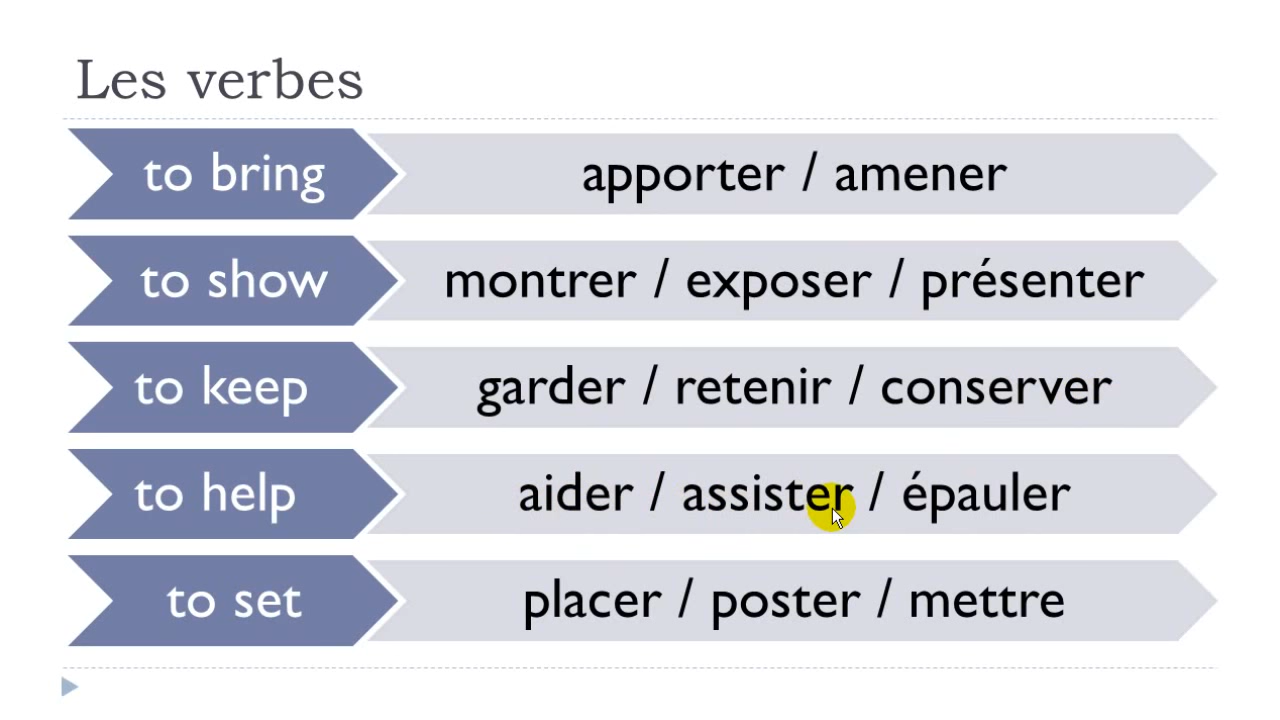 Les verbes
to bring apporter / amener
to show montrer / exposer / présenter
to keep garder / retenir / conserver
to help aider / assister / épauler
to set placer / poster / mettre